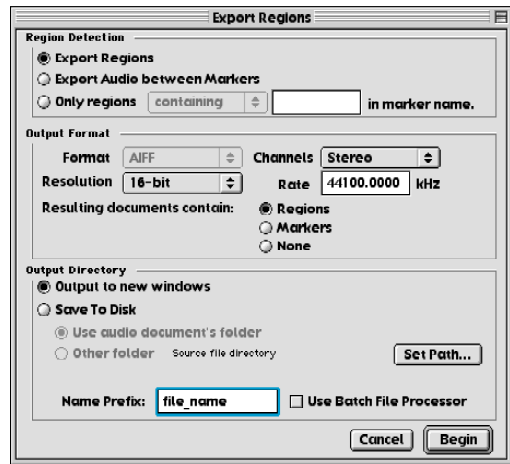 Export Regions
Region Detection
Export Regions
Export Audio between Markers
Only regions containing in marker name.
Output Format
Format AIFF Channels Stereo
Resolution 16-bit Rate 44100.0000 kHz
Resulting documents contain: Regions
Markers
None
Output Directory
Output to new windows
Save To Disk
Use audio document's folder
Other folder Source file directory Set Path...
Name Prefix: file_name Use Batch File Processor
Cancel Begin